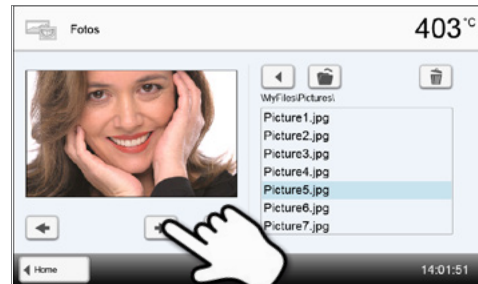 Fotos
403°C
MyFiles\Pictures\
Picture1.jpg
Picture2.jpg
Picture3.jpg
Picture4.jpg
Picture5.jpg
Picture6.jpg
Picture7.jpg
Home
14:01:51